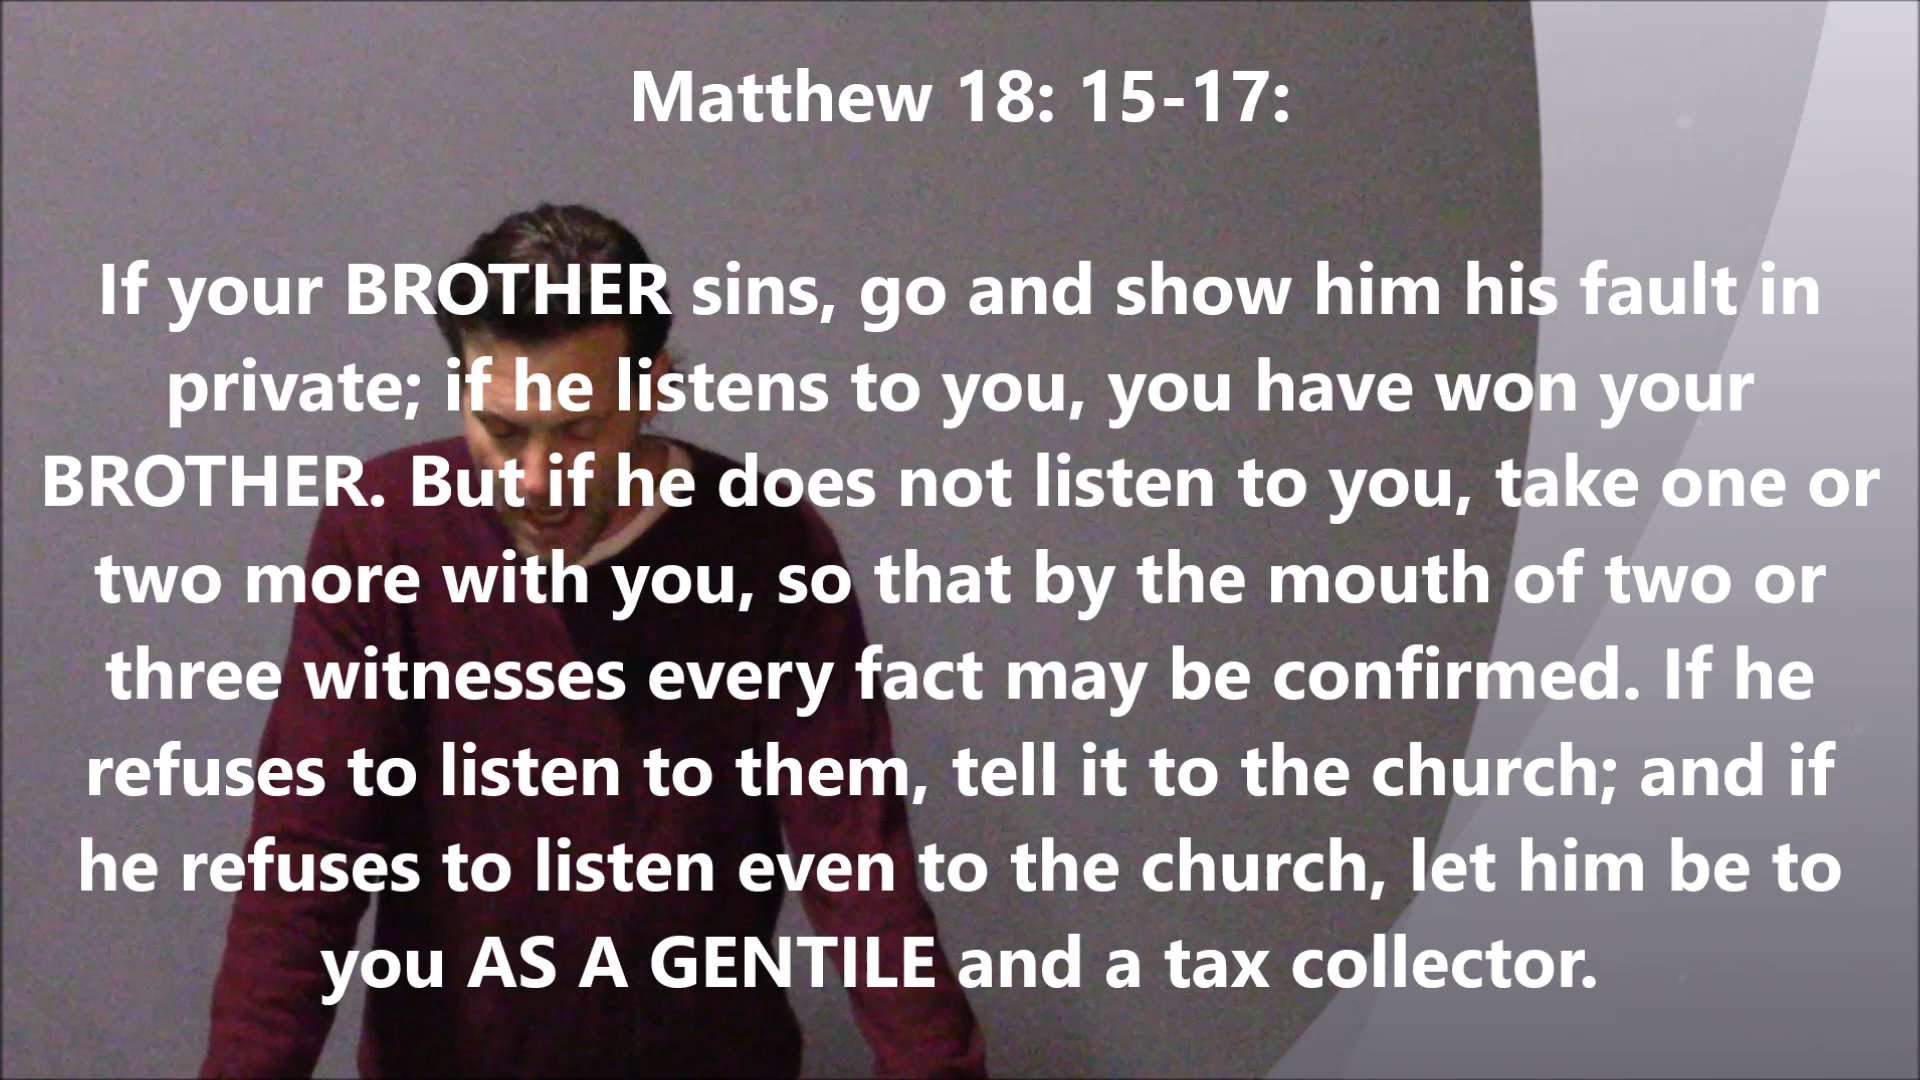 Matthew 18: 15-17:
If your BROTHER sins, go and show him his fault in
private; if he listens to you, you have won your
BROTHER. But if he does not listen to you, take one or
two more with you, so that by the mouth of two or
three witnesses every fact may be confirmed. If he
refuses to listen to them, tell it to the church; and if
he refuses to listen even to the church, let him be to
you AS A GENTILE and a tax collector.